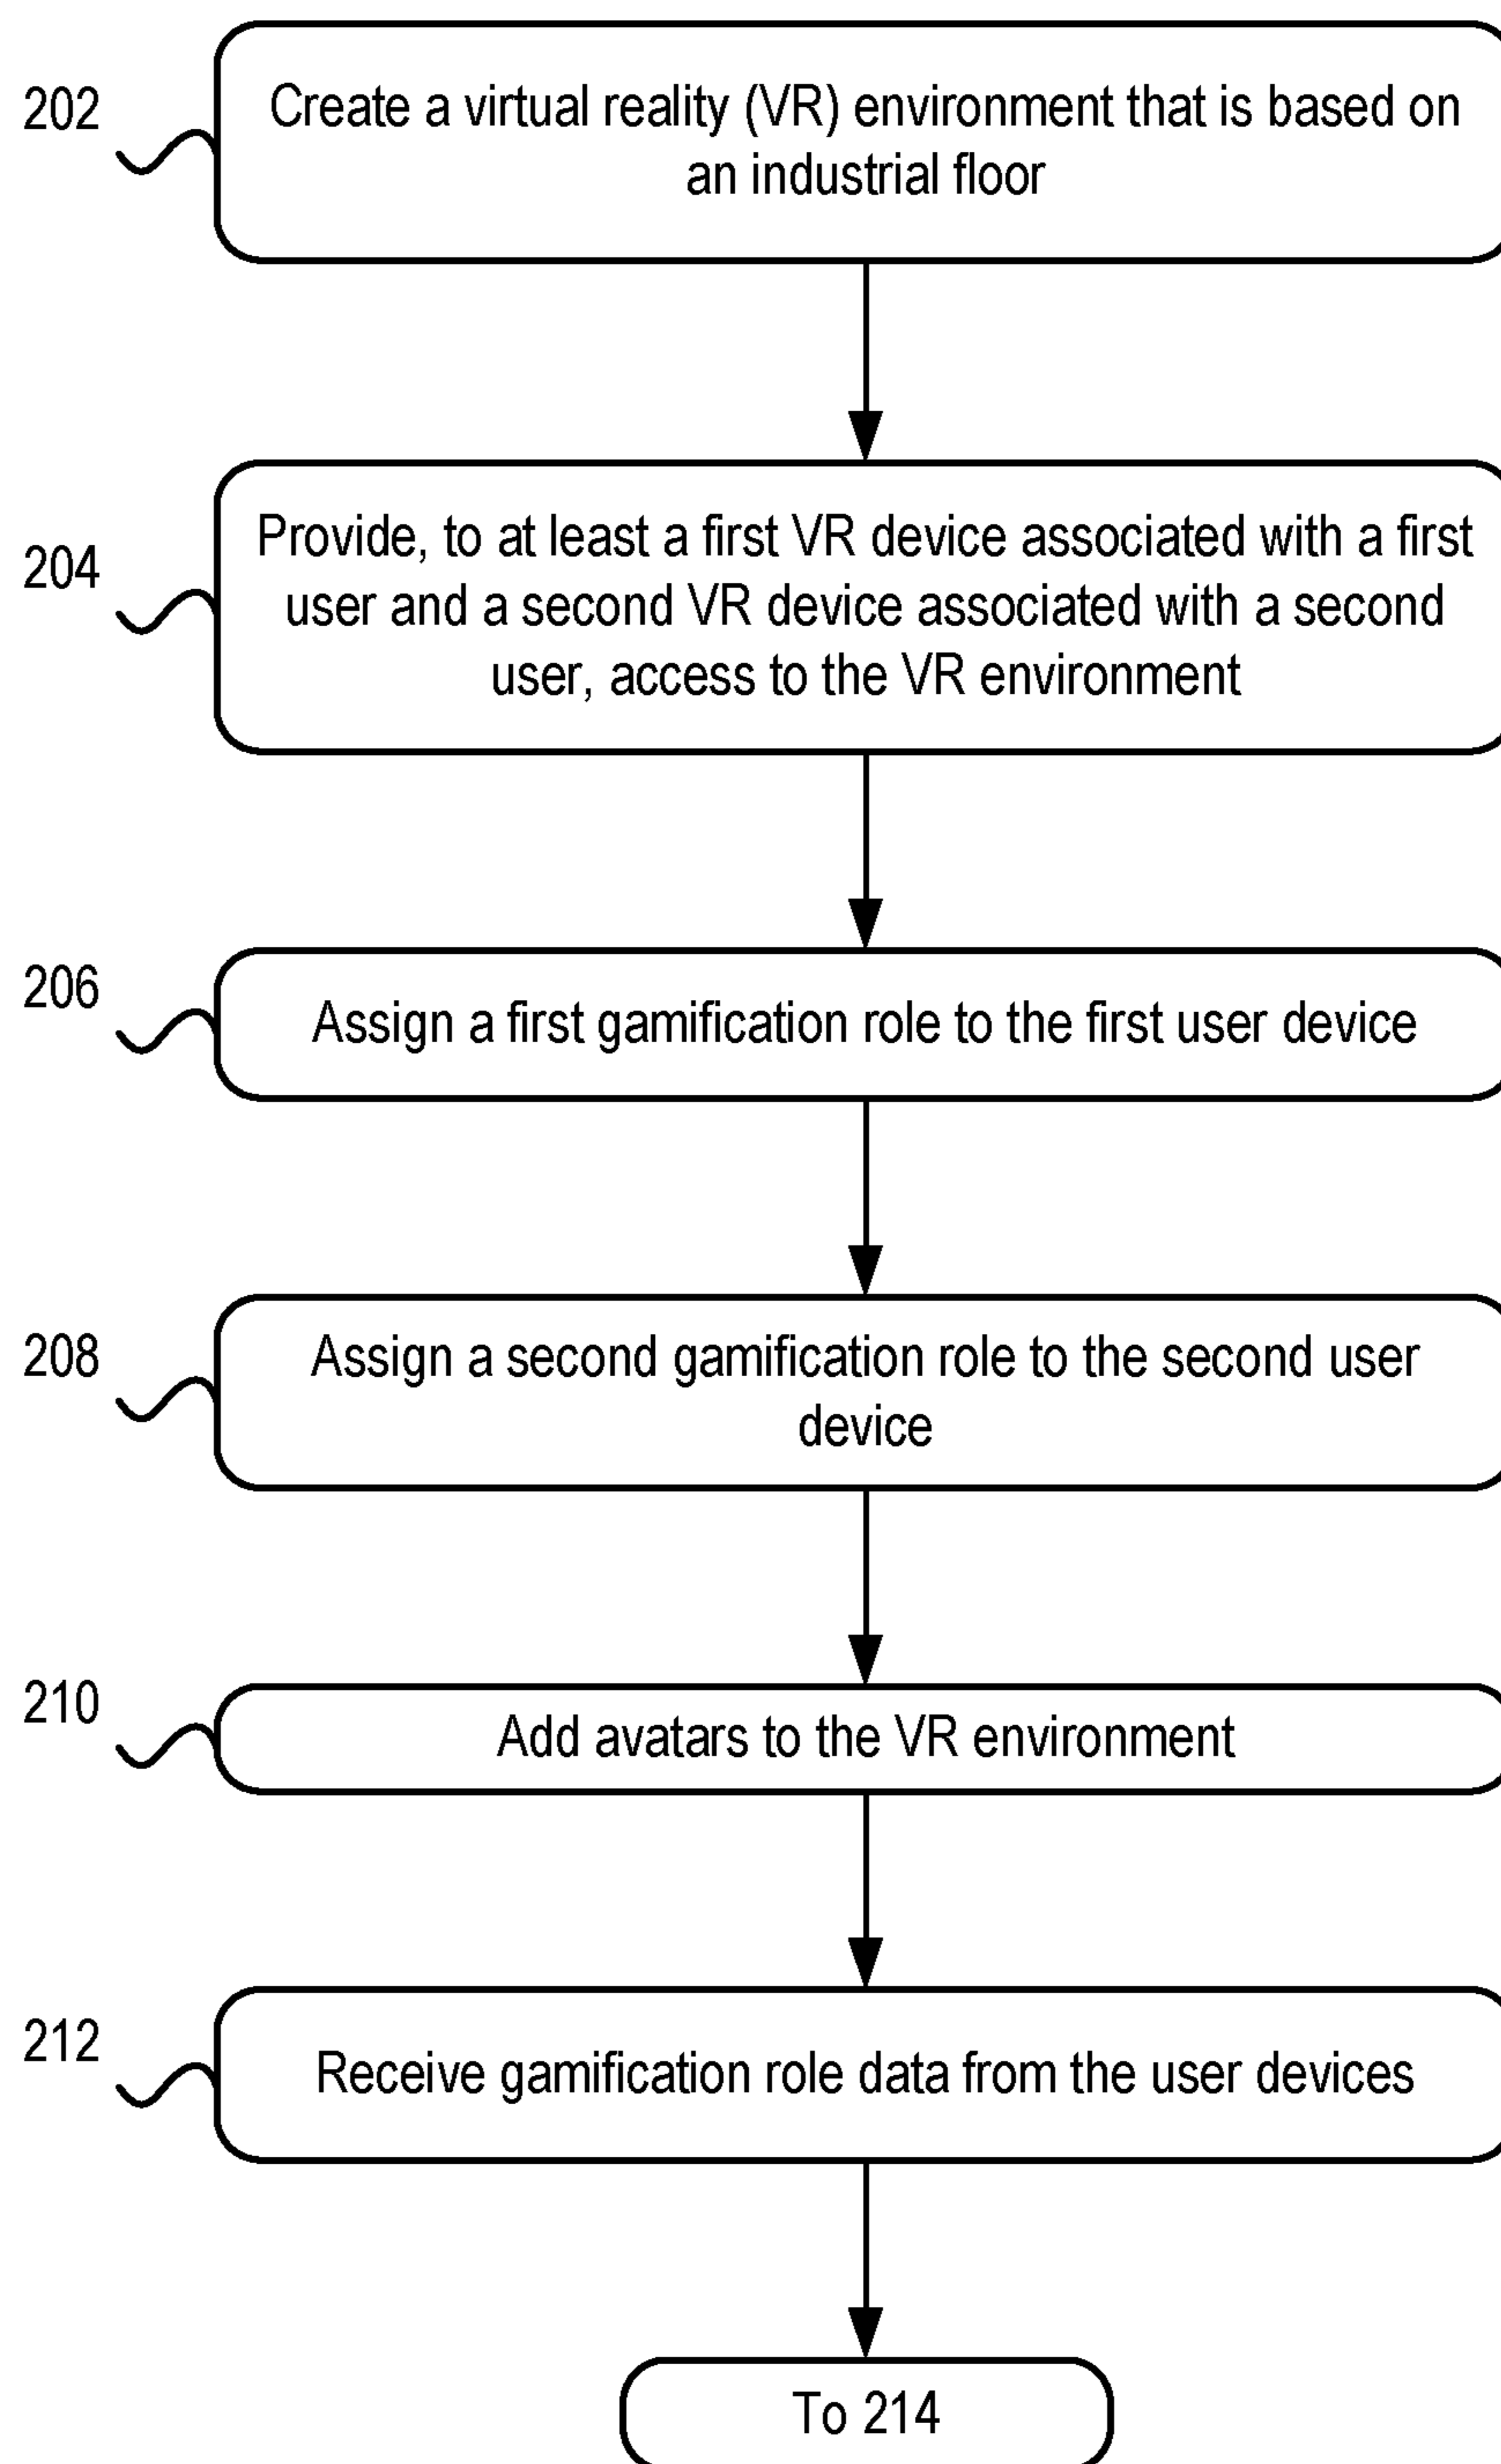 202
Create a virtual reality (VR) environment that is based on
an industrial floor
204
Provide, to at least a first VR device associated with a first
user and a second VR device associated with a second
user, access to the VR environment
206
Assign a first gamification role to the first user device
208
Assign a second gamification role to the second user
device
210
Add avatars to the VR environment
212
Receive gamification role data from the user devices
To 214